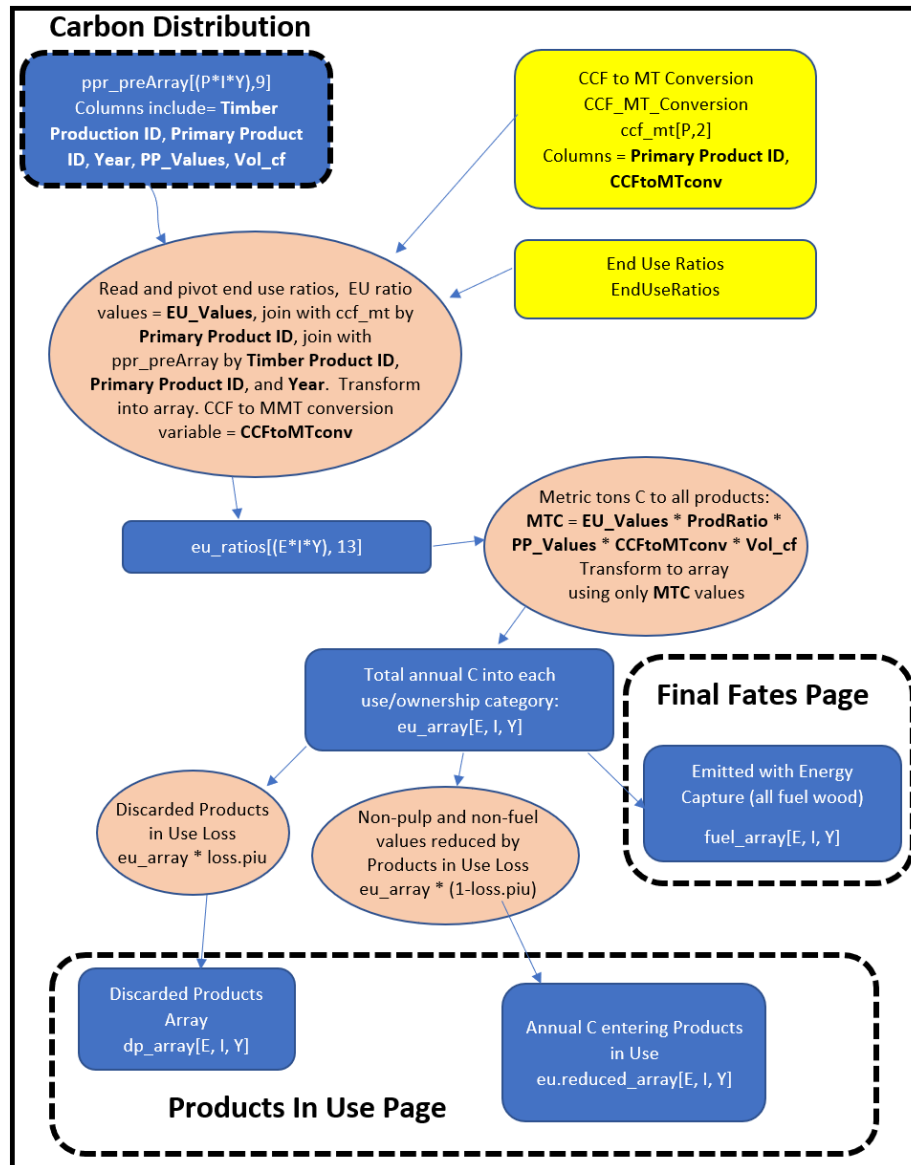 Carbon Distribution
ppr_preArray[(P*I*Y),9]
Columns include= Timber
Production ID, Primary Product
ID, Year, PP_Values, Vol_cf
CCF to MT Conversion
CCF_MT_Conversion
ccf_mt[P,2]
Columns = Primary Product ID,
CCFtoMTconv
End Use Ratios
EndUseRatios
Read and pivot end use ratios, EU ratio
values = EU_Values, join with ccf_mt by
Primary Product ID, join with
ppr_preArray by Timber Product ID,
Primary Product ID, and Year. Transform
into array. CCF to MMT conversion
variable = CCFtoMTconv
eu_ratios[(E*I*Y), 13]
Metric tons C to all products:
MTC = EU_Values * ProdRatio *
PP_Values * CCFtoMTconv * Vol_cf
Transform to array
using only MTC values
Total annual C into each
use/ownership category:
eu_array[E, I, Y]
Final Fates Page
Emitted with Energy
Capture (all fuel wood)
fuel_array[E, I, Y]
Discarded Products
in Use Loss
eu_array * loss.piu
Non-pulp and non-fuel
values reduced by
Products in Use Loss
eu_array * (1-loss.piu)
Discarded Products
Array
dp_array[E, I, Y]
Annual C entering Products
in Use
eu.reduced_array[E, I, Y]
Products In Use Page